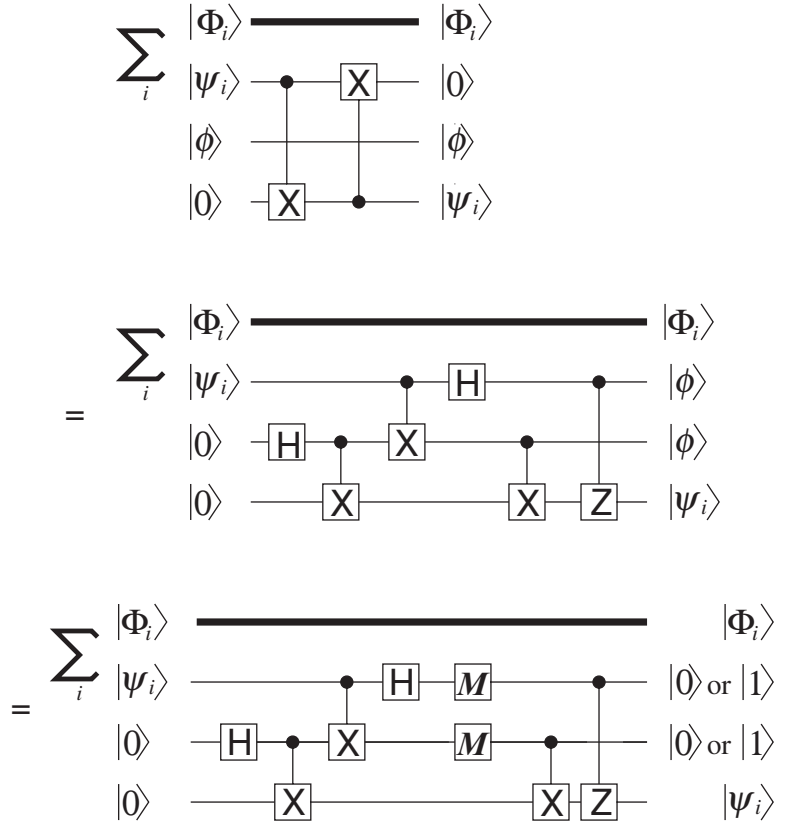 ∑ᵢ |Φᵢ⟩ |Φᵢ⟩
|ψᵢ⟩ X |0⟩
|ϕ⟩ |ϕ⟩
|0⟩ X |ψᵢ⟩
= ∑ᵢ |Φᵢ⟩ |Φᵢ⟩
|ψᵢ⟩ H |ϕ⟩
|0⟩ H X |ϕ⟩
|0⟩ X X Z |ψᵢ⟩
= ∑ᵢ |Φᵢ⟩ |Φᵢ⟩
|ψᵢ⟩ H M |0⟩ or |1⟩
|0⟩ H X M |0⟩ or |1⟩
|0⟩ X X Z |ψᵢ⟩